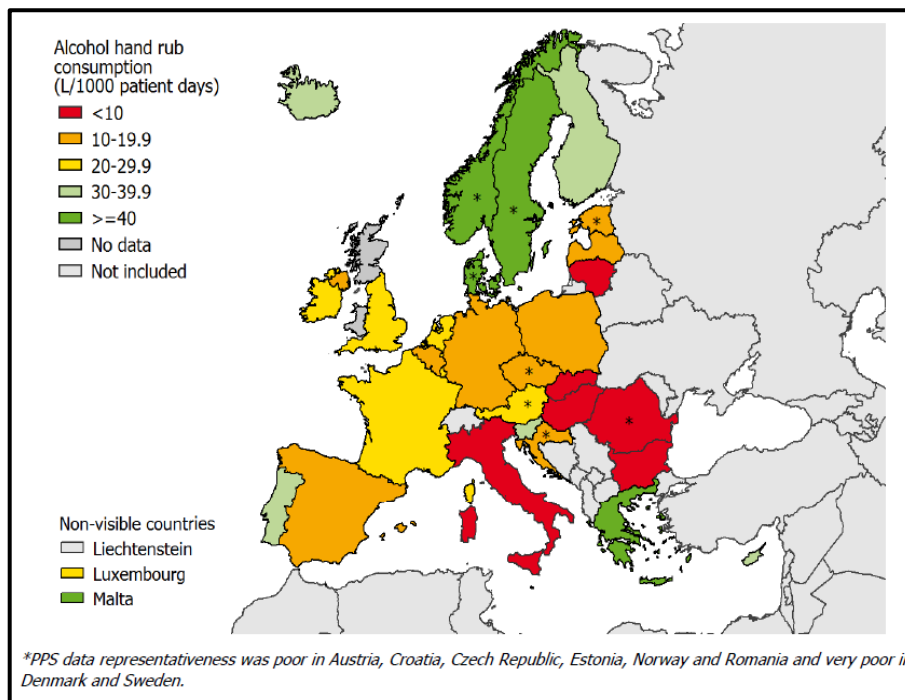 Alcohol hand rub
consumption
(L/1000 patient days)
<10
10-19.9
20-29.9
30-39.9
>=40
No data
Not included
Non-visible countries
Liechtenstein
Luxembourg
Malta
*PPS data representativeness was poor in Austria, Croatia, Czech Republic, Estonia, Norway and Romania and very poor i
Denmark and Sweden.